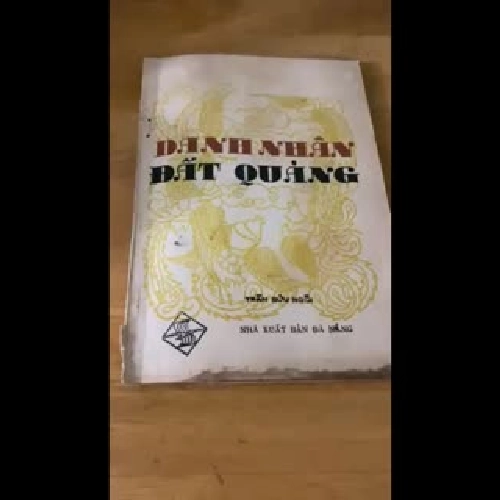 DANH NHÂN
ĐẤT QUẢNG
NHÀ XUẤT BẢN ĐÀ NẴNG